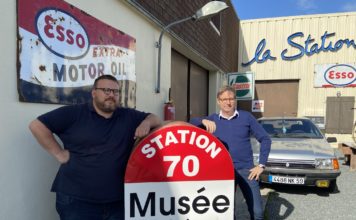 Esso
EXTRA
MOTOR OIL
la Station
Esso
STATION
70
Musée